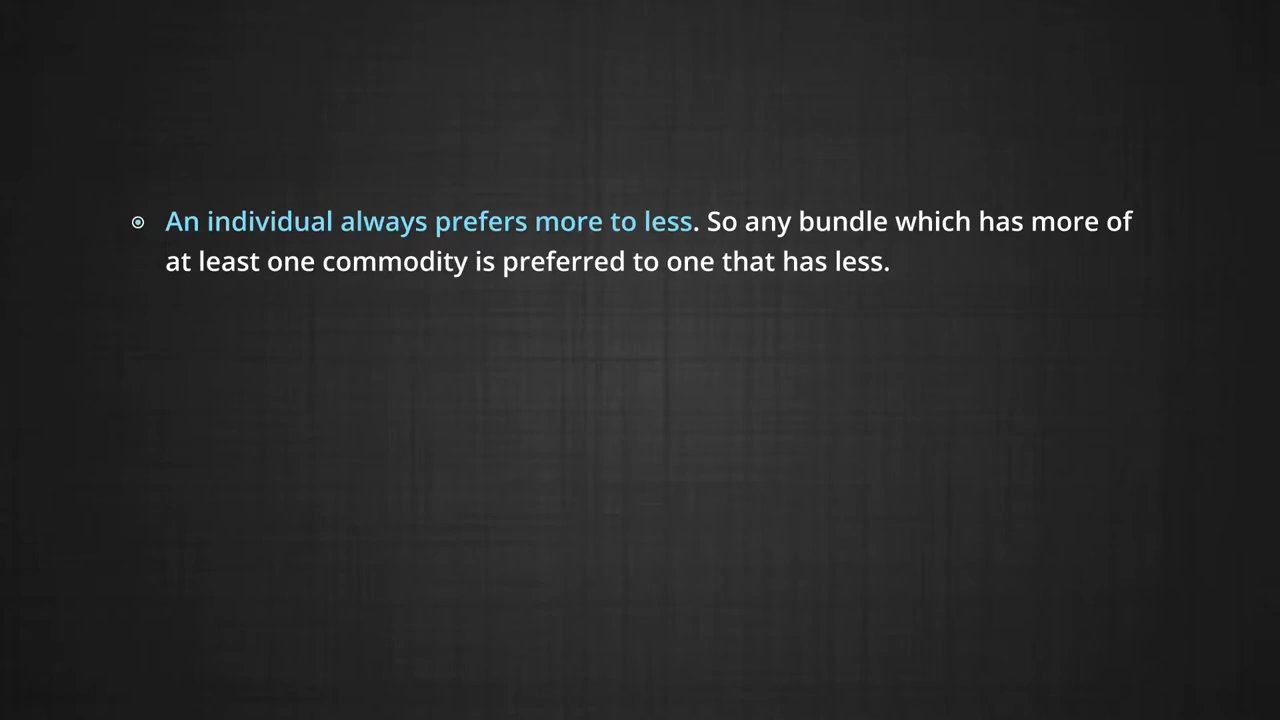 An individual always prefers more to less. So any bundle which has more of
at least one commodity is preferred to one that has less.